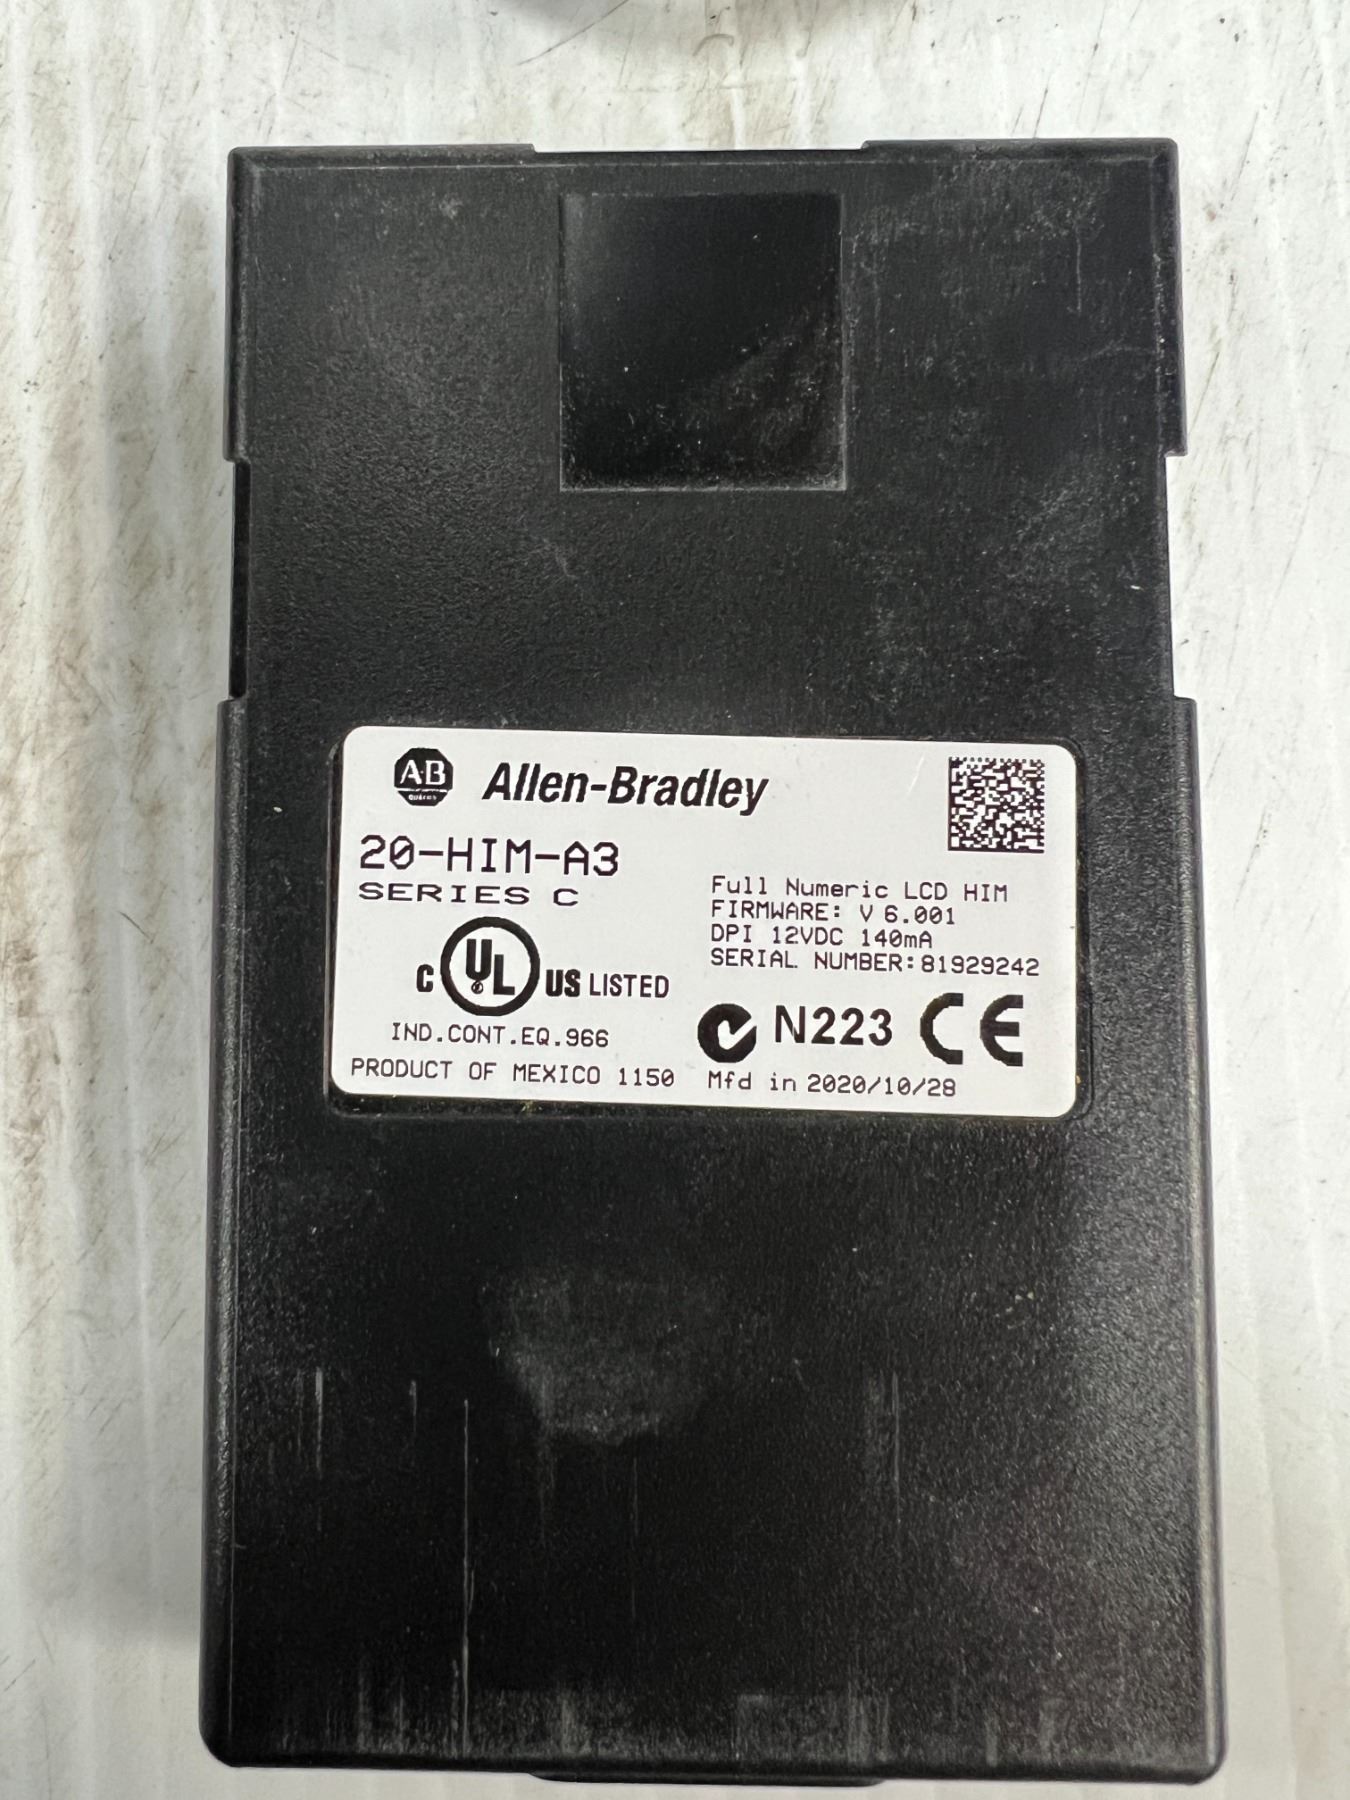 AB
QUALITY
Allen-Bradley
20-HIM-A3
SERIES C
Full Numeric LCD HIM
FIRMWARE: V 6.001
DPI 12VDC 140mA
SERIAL NUMBER:81929242
C UL US LISTED
IND.CONT.EQ.966
N223 CE
PRODUCT OF MEXICO 1150 Mfd in 2020/10/28